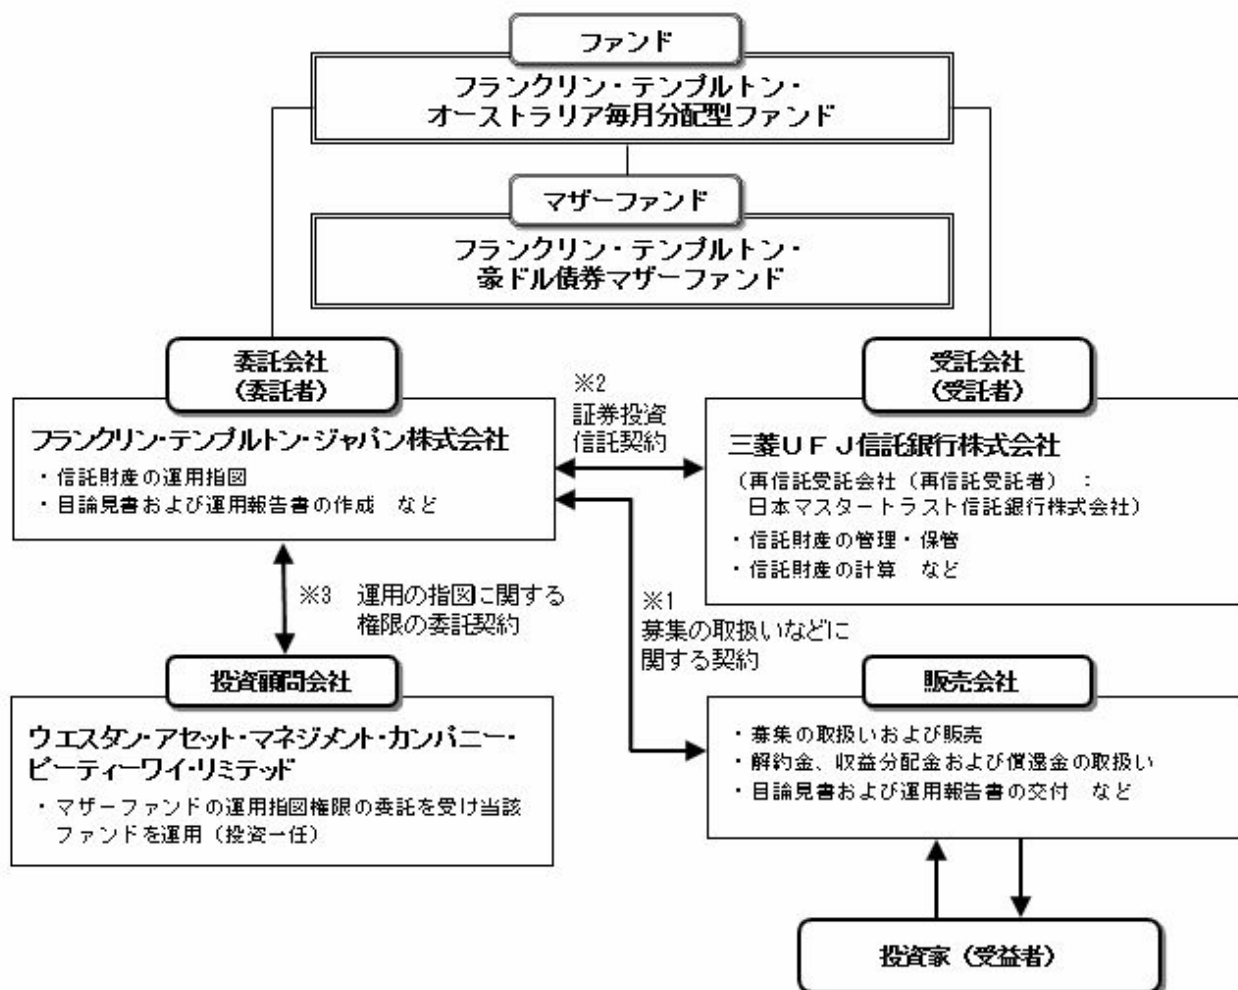 ファンド
フランクリン・テンプルトン・
オーストラリア毎月分配型ファンド
マザーファンド
フランクリン・テンプルトン・
豪ドル債券マザーファンド
委託会社
（委託者）
フランクリン・テンプルトン・ジャパン株式会社
・信託財産の運用指図
・目論見書および運用報告書の作成　など
※2
証券投資
信託契約
受託会社
（受託者）
三菱ＵＦＪ信託銀行株式会社
（再信託受託会社（再信託受託者）：
日本マスタートラスト信託銀行株式会社）
・信託財産の管理・保管
・信託財産の計算　など
※3　運用の指図に関する
権限の委託契約
※1
募集の取扱いなどに
関する契約
投資顧問会社
ウエスタン・アセット・マネジメント・カンパニー・
ピーティーワイ・リミテッド
・マザーファンドの運用指図権限の委託を受け当該
ファンドを運用（投資一任）
販売会社
・募集の取扱いおよび販売
・解約金、収益分配金および償還金の取扱い
・目論見書および運用報告書の交付　など
投資家（受益者）